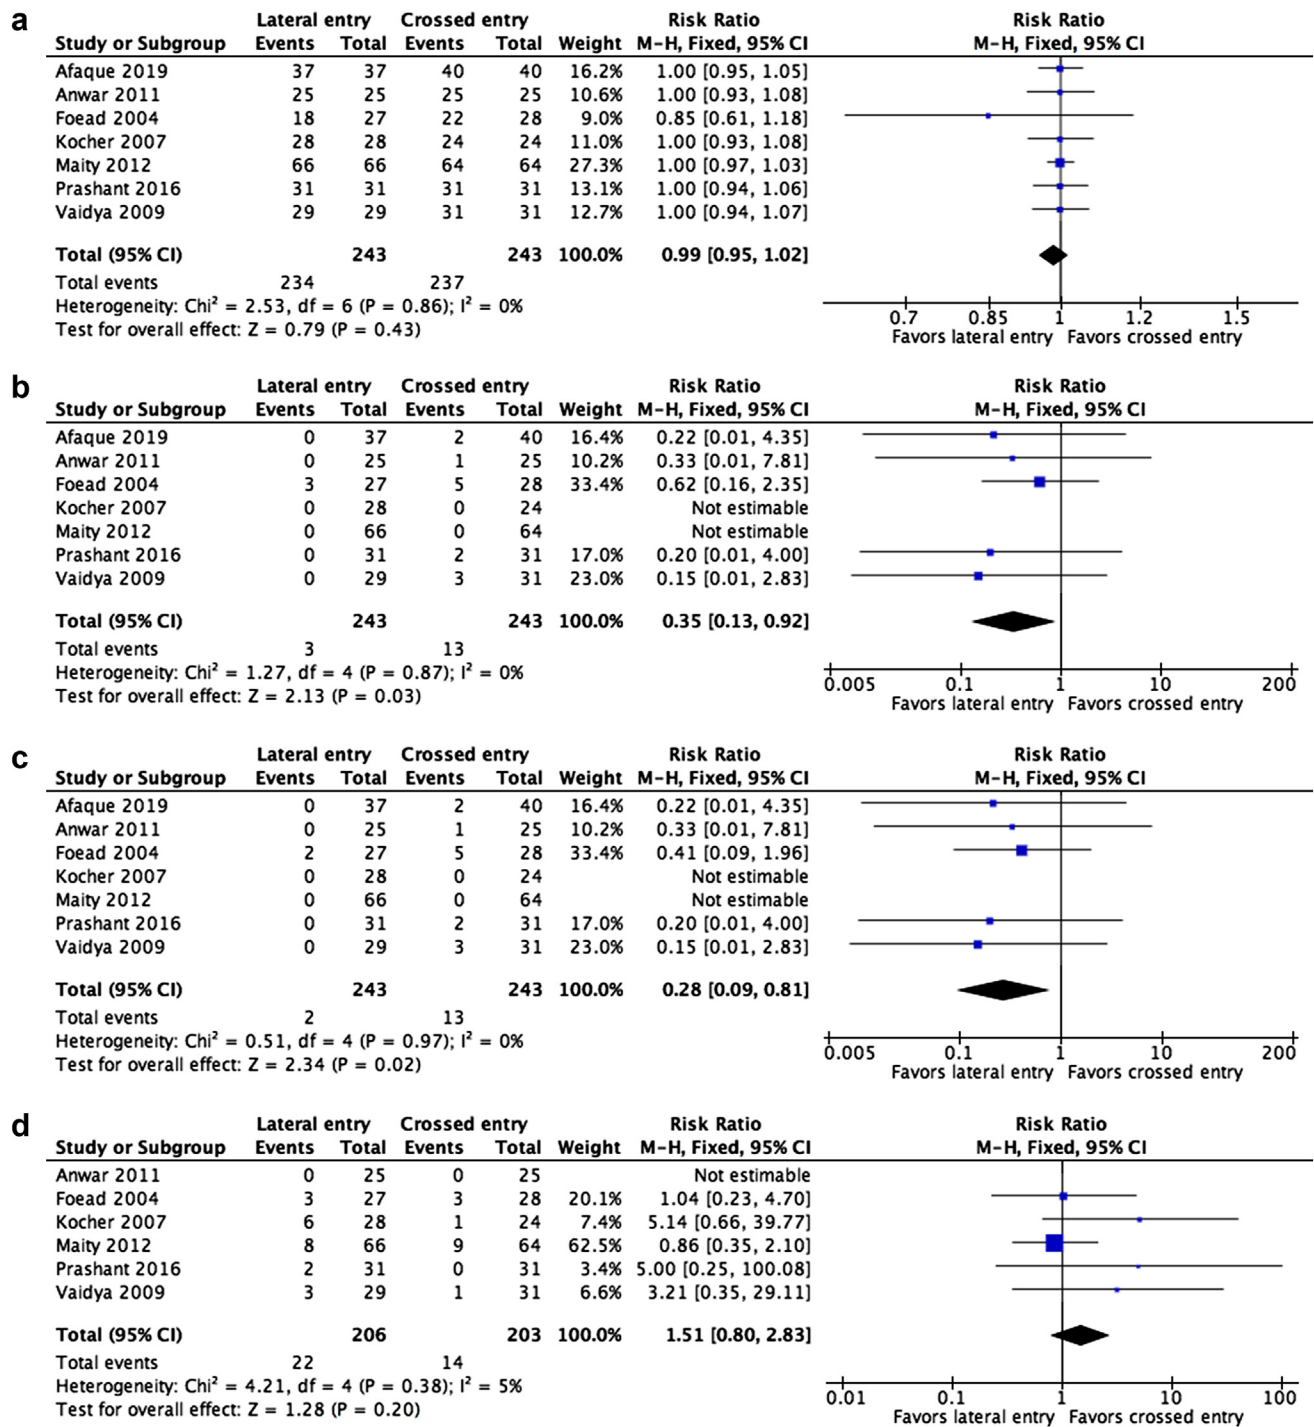 a
Lateral entry Crossed entry Risk Ratio Risk Ratio
Study or Subgroup Events Total Events Total Weight M-H, Fixed, 95% CI M-H, Fixed, 95% CI
Afaque 2019 37 37 40 40 16.2% 1.00 [0.95, 1.05]
Anwar 2011 25 25 25 25 10.6% 1.00 [0.93, 1.08]
Foead 2004 18 27 22 28 9.0% 0.85 [0.61, 1.18]
Kocher 2007 28 28 24 24 11.0% 1.00 [0.93, 1.08]
Maity 2012 66 66 64 64 27.3% 1.00 [0.97, 1.03]
Prashant 2016 31 31 31 31 13.1% 1.00 [0.94, 1.06]
Vaidya 2009 29 29 31 31 12.7% 1.00 [0.94, 1.07]
Total (95% CI) 243 243 100.0% 0.99 [0.95, 1.02]
Total events 234 237
Heterogeneity: Chi² = 2.53, df = 6 (P = 0.86); I² = 0%
Test for overall effect: Z = 0.79 (P = 0.43)
0.7 0.85 1 1.2 1.5
Favors lateral entry Favors crossed entry
b
Lateral entry Crossed entry Risk Ratio Risk Ratio
Study or Subgroup Events Total Events Total Weight M-H, Fixed, 95% CI M-H, Fixed, 95% CI
Afaque 2019 0 37 2 40 16.4% 0.22 [0.01, 4.35]
Anwar 2011 0 25 1 25 10.2% 0.33 [0.01, 7.81]
Foead 2004 3 27 5 28 33.4% 0.62 [0.16, 2.35]
Kocher 2007 0 28 0 24 Not estimable
Maity 2012 0 66 0 64 Not estimable
Prashant 2016 0 31 2 31 17.0% 0.20 [0.01, 4.00]
Vaidya 2009 0 29 3 31 23.0% 0.15 [0.01, 2.83]
Total (95% CI) 243 243 100.0% 0.35 [0.13, 0.92]
Total events 3 13
Heterogeneity: Chi² = 1.27, df = 4 (P = 0.87); I² = 0%
Test for overall effect: Z = 2.13 (P = 0.03)
0.005 0.1 1 10 200
Favors lateral entry Favors crossed entry
c
Lateral entry Crossed entry Risk Ratio Risk Ratio
Study or Subgroup Events Total Events Total Weight M-H, Fixed, 95% CI M-H, Fixed, 95% CI
Afaque 2019 0 37 2 40 16.4% 0.22 [0.01, 4.35]
Anwar 2011 0 25 1 25 10.2% 0.33 [0.01, 7.81]
Foead 2004 2 27 5 28 33.4% 0.41 [0.09, 1.96]
Kocher 2007 0 28 0 24 Not estimable
Maity 2012 0 66 0 64 Not estimable
Prashant 2016 0 31 2 31 17.0% 0.20 [0.01, 4.00]
Vaidya 2009 0 29 3 31 23.0% 0.15 [0.01, 2.83]
Total (95% CI) 243 243 100.0% 0.28 [0.09, 0.81]
Total events 2 13
Heterogeneity: Chi² = 0.51, df = 4 (P = 0.97); I² = 0%
Test for overall effect: Z = 2.34 (P = 0.02)
0.005 0.1 1 10 200
Favors lateral entry Favors crossed entry
d
Lateral entry Crossed entry Risk Ratio Risk Ratio
Study or Subgroup Events Total Events Total Weight M-H, Fixed, 95% CI M-H, Fixed, 95% CI
Anwar 2011 0 25 0 25 Not estimable
Foead 2004 3 27 3 28 20.1% 1.04 [0.23, 4.70]
Kocher 2007 6 28 1 24 7.4% 5.14 [0.66, 39.77]
Maity 2012 8 66 9 64 62.5% 0.86 [0.35, 2.10]
Prashant 2016 2 31 0 31 3.4% 5.00 [0.25, 100.08]
Vaidya 2009 3 29 1 31 6.6% 3.21 [0.35, 29.11]
Total (95% CI) 206 203 100.0% 1.51 [0.80, 2.83]
Total events 22 14
Heterogeneity: Chi² = 4.21, df = 4 (P = 0.38); I² = 5%
Test for overall effect: Z = 1.28 (P = 0.20)
0.01 0.1 1 10 100
Favors lateral entry Favors crossed entry